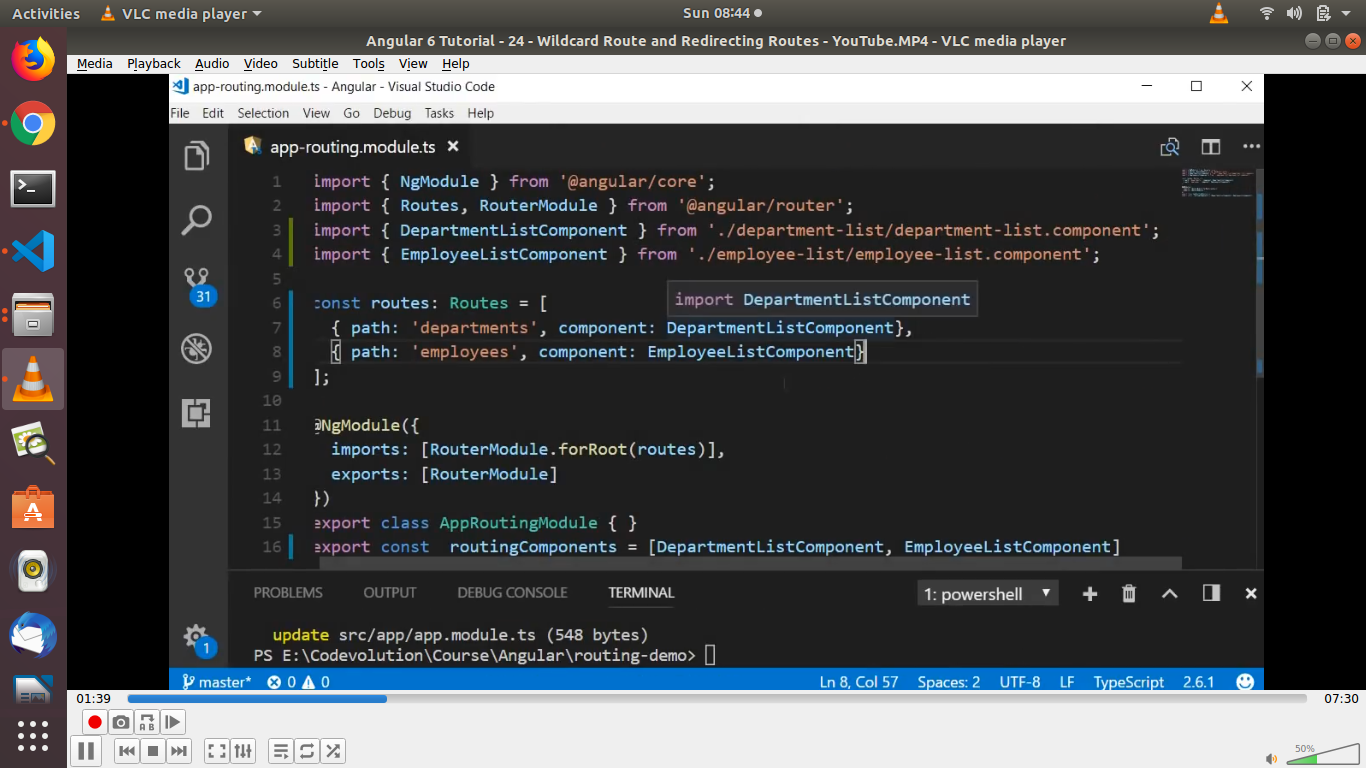 Activities VLC media player Sun 08:44
Angular 6 Tutorial - 24 - Wildcard Route and Redirecting Routes - YouTube.MP4 - VLC media player
Media Playback Audio Video Subtitle Tools View Help
app-routing.module.ts - Angular - Visual Studio Code
File Edit Selection View Go Debug Tasks Help
app-routing.module.ts
1 import { NgModule } from '@angular/core';
2 import { Routes, RouterModule } from '@angular/router';
3 import { DepartmentListComponent } from './department-list/department-list.component';
4 import { EmployeeListComponent } from './employee-list/employee-list.component';
5
6 const routes: Routes = [
import DepartmentListComponent
7 { path: 'departments', component: DepartmentListComponent},
8 { path: 'employees', component: EmployeeListComponent}
9 ];
10
11 @NgModule({
12 imports: [RouterModule.forRoot(routes)],
13 exports: [RouterModule]
14 })
15 export class AppRoutingModule { }
16 export const routingComponents = [DepartmentListComponent, EmployeeListComponent]
31
PROBLEMS OUTPUT DEBUG CONSOLE TERMINAL 1: powershell
update src/app/app.module.ts (548 bytes)
PS E:\Codevolution\Course\Angular\routing-demo>
1
master* 0 0 Ln 8, Col 57 Spaces: 2 UTF-8 LF TypeScript 2.6.1
01:39 07:30
A B
50%